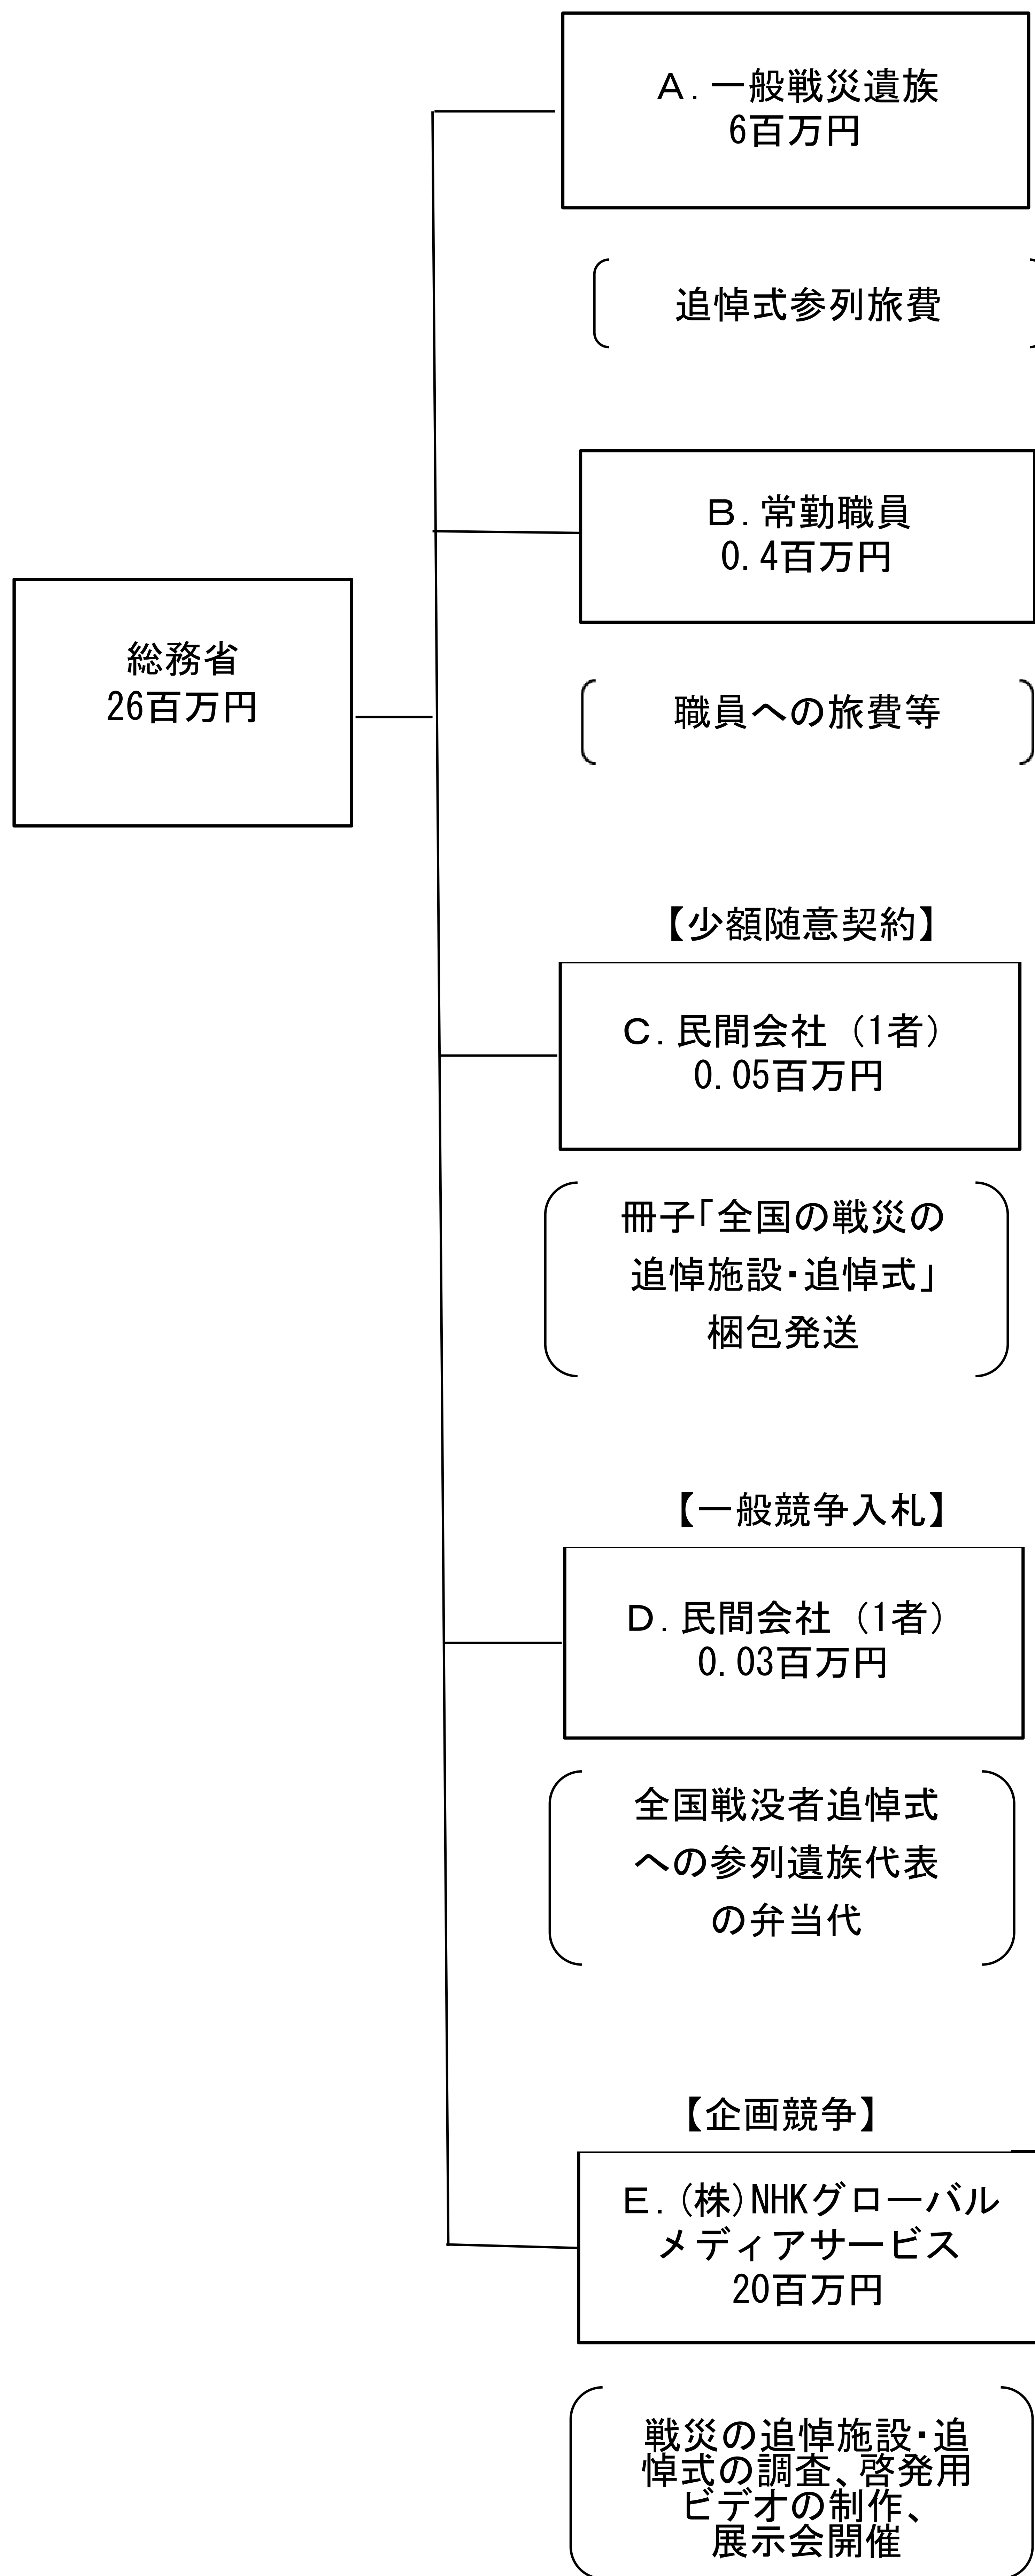 A.一般戦災遺族
6百万円
追悼式参列旅費
B.常勤職員
0.4百万円
総務省
26百万円
職員への旅費等
【少額随意契約】
C.民間会社(1者)
0.05百万円
冊子「全国の戦災の
追悼施設・追悼式」
梱包発送
【一般競争入札】
D.民間会社(1者)
0.03百万円
全国戦没者追悼式
への参列遺族代表
の弁当代
【企画競争】
E.(株)NHKグローバル
メディアサービス
20百万円
戦災の追悼施設・追
悼式の調査、啓発用
ビデオの制作、
展示会開催